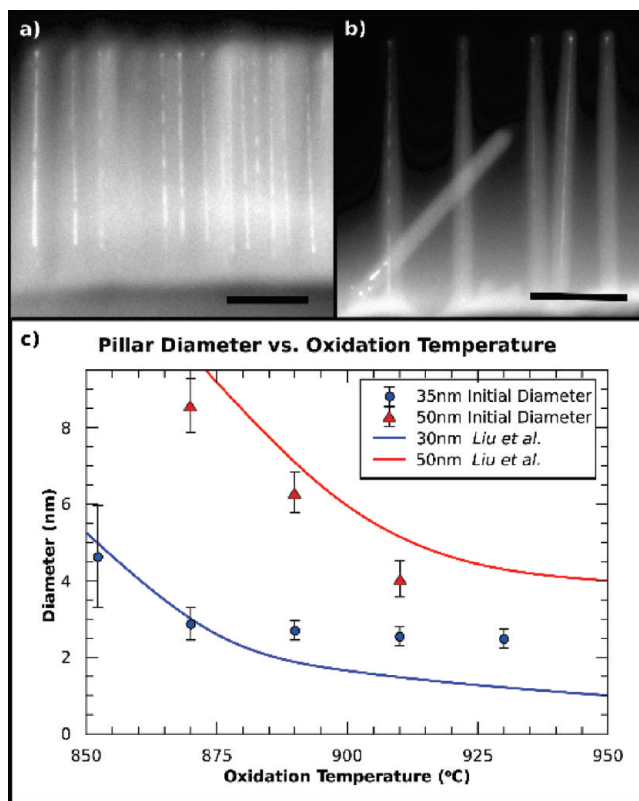 a)
b)
c)
Pillar Diameter vs. Oxidation Temperature
35nm Initial Diameter
50nm Initial Diameter
30nm Liu et al.
50nm Liu et al.
8
6
4
2
0
Diameter (nm)
850
875
900
925
950
Oxidation Temperature (°C)